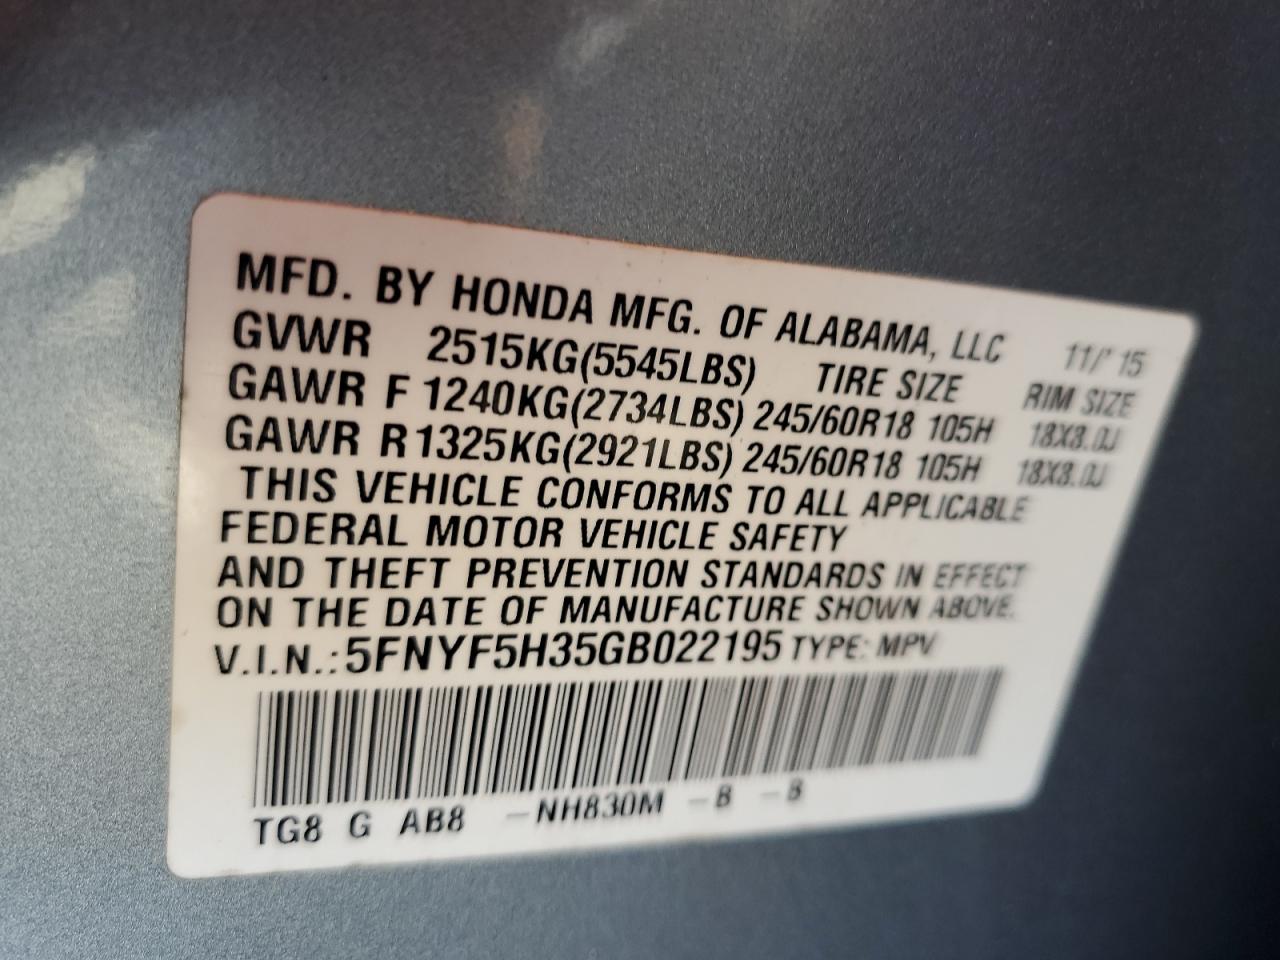 MFD. BY HONDA MFG. OF ALABAMA, LLC 11/'15
GVWR 2515KG(5545LBS) TIRE SIZE RIM SIZE
GAWR F 1240KG(2734LBS) 245/60R18 105H 18X8.0J
GAWR R 1325KG(2921LBS) 245/60R18 105H 18X8.0J
THIS VEHICLE CONFORMS TO ALL APPLICABLE
FEDERAL MOTOR VEHICLE SAFETY
AND THEFT PREVENTION STANDARDS IN EFFECT
ON THE DATE OF MANUFACTURE SHOWN ABOVE.
V.I.N.:5FNYF5H35GB022195 TYPE: MPV
TG8 G AB8 -NH830M -B -B